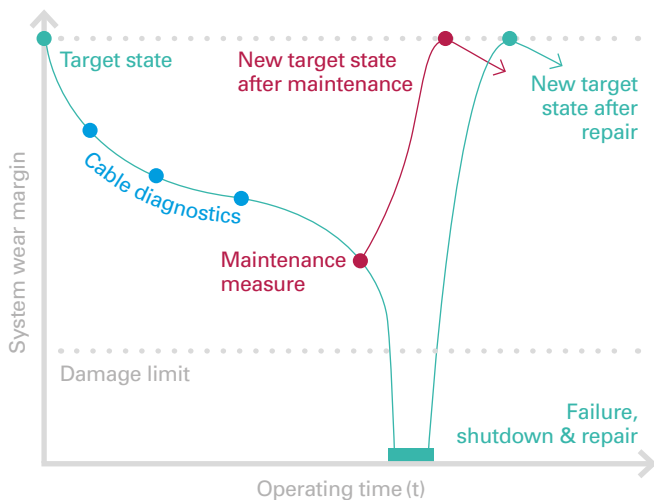 Target state
New target state
after maintenance
New target
state after
repair
Cable diagnostics
Maintenance
measure
System wear margin
Damage limit
Failure,
shutdown & repair
Operating time (t)